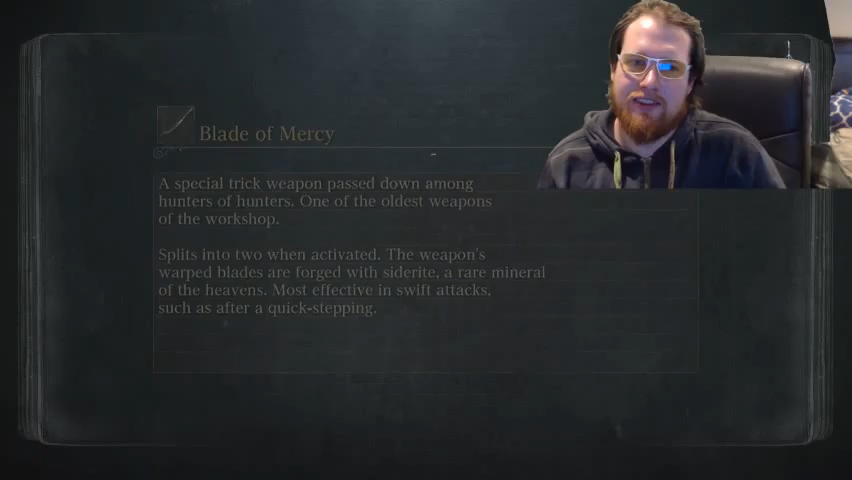 Blade of Mercy
A special trick weapon passed down among
hunters of hunters. One of the oldest weapons
of the workshop.
Splits into two when activated. The weapon's
warped blades are forged with siderite, a rare mineral
of the heavens. Most effective in swift attacks,
such as after a quick-stepping.